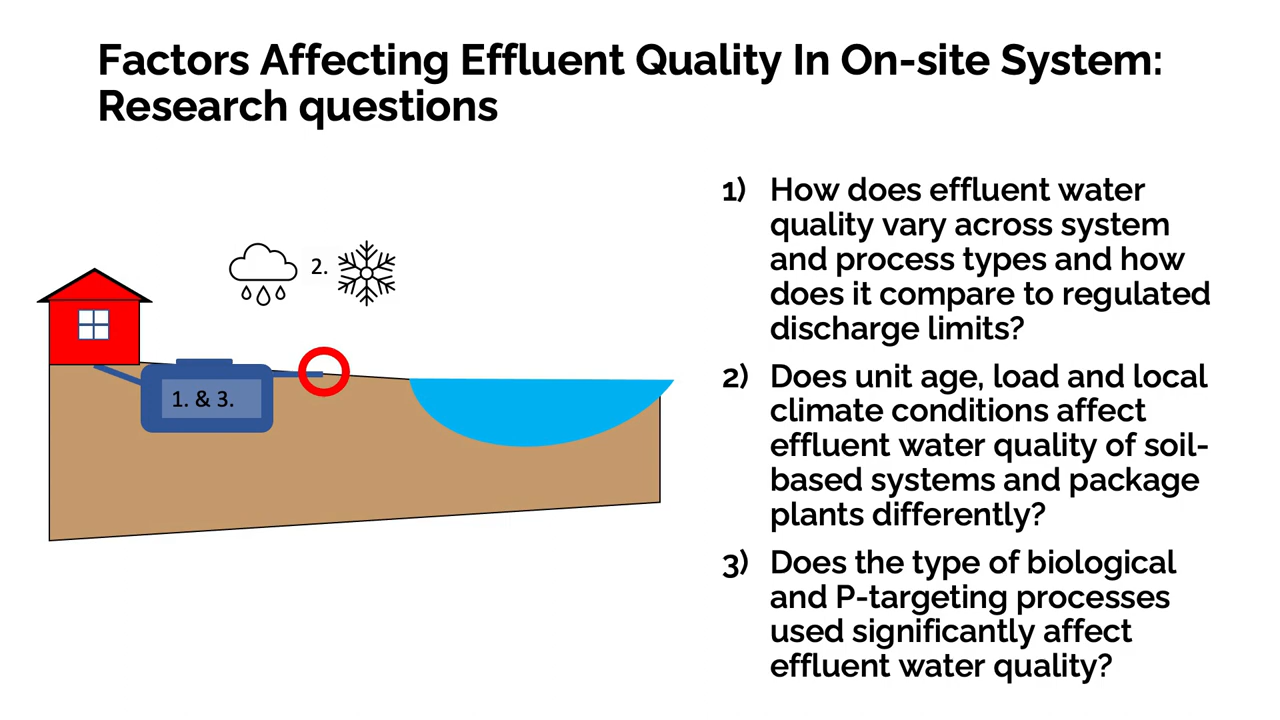 Factors Affecting Effluent Quality In On-site System:
Research questions
2.
1. & 3.
1) How does effluent water
quality vary across system
and process types and how
does it compare to regulated
discharge limits?
2) Does unit age, load and local
climate conditions affect
effluent water quality of soil-
based systems and package
plants differently?
3) Does the type of biological
and P-targeting processes
used significantly affect
effluent water quality?